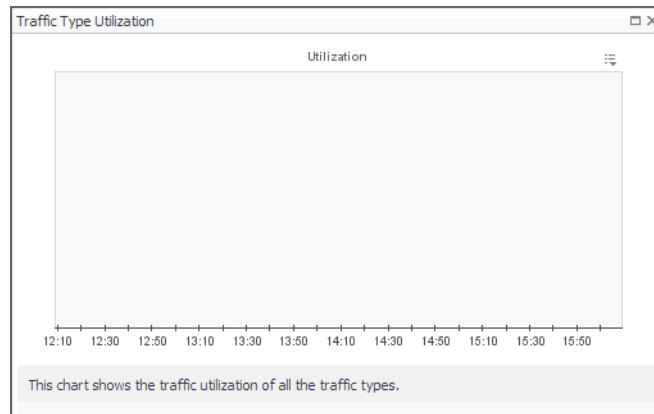 Traffic Type Utilization
Utilization
12:10 12:30 12:50 13:10 13:30 13:50 14:10 14:30 14:50 15:10 15:30 15:50
This chart shows the traffic utilization of all the traffic types.